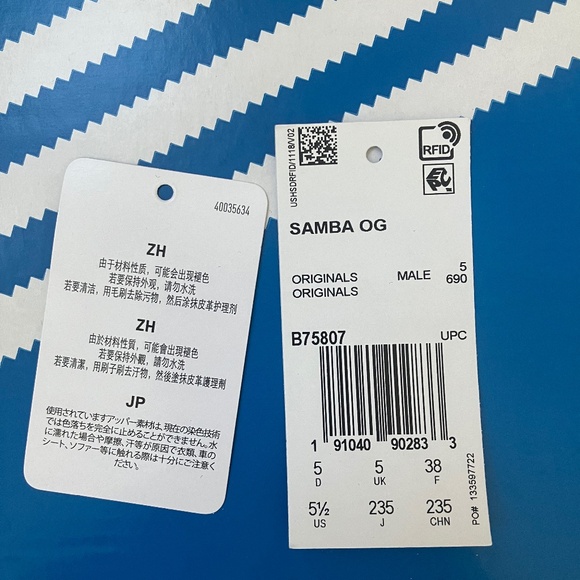 40035634
ZH
由于材料性质，可能会出现褪色
若要保持外观，请勿水洗
若要清洁，用毛刷去除污物，然后涂抹皮革护理剂
ZH
由於材料性質，可能會出現褪色
若要保持外觀，請勿水洗
若要清潔，用刷子刷去汙物，然後塗抹皮革護理劑
JP
使用されていますアッパー素材は、現在の染色技術
では色落ちを完全に止めることができません。水
に濡れた場合や摩擦、汗等が原因で衣類、車の
シート、ソファー等に触れる際は十分にご注意く
ださい。
USHSDRFID/1118/V02
RFID
EPC
SAMBA OG
ORIGINALS MALE 5
ORIGINALS 690
B75807 UPC
1 91040 90283 3
5 5 38
D UK F
5½ 235 235
US J CHN
PO# 133597722